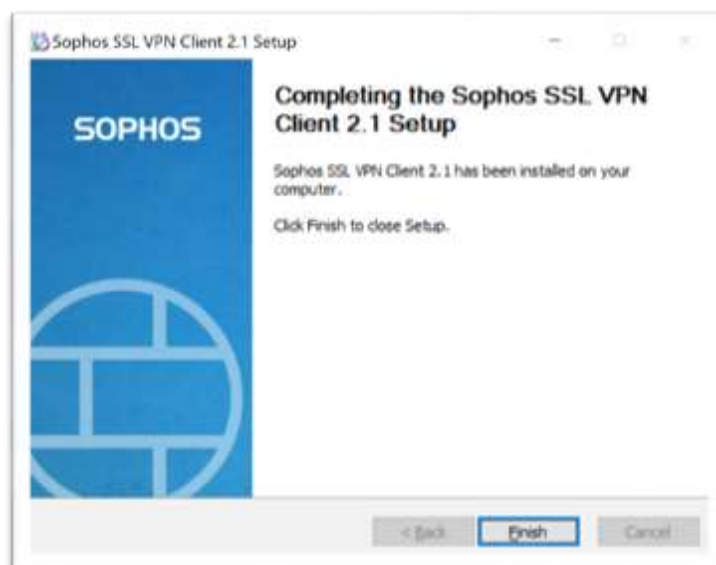 Sophos SSL VPN Client 2.1 Setup
SOPHOS
Completing the Sophos SSL VPN
Client 2.1 Setup
Sophos SSL VPN Client 2.1 has been installed on your
computer.
Click Finish to close Setup.
< Back
Finish
Cancel